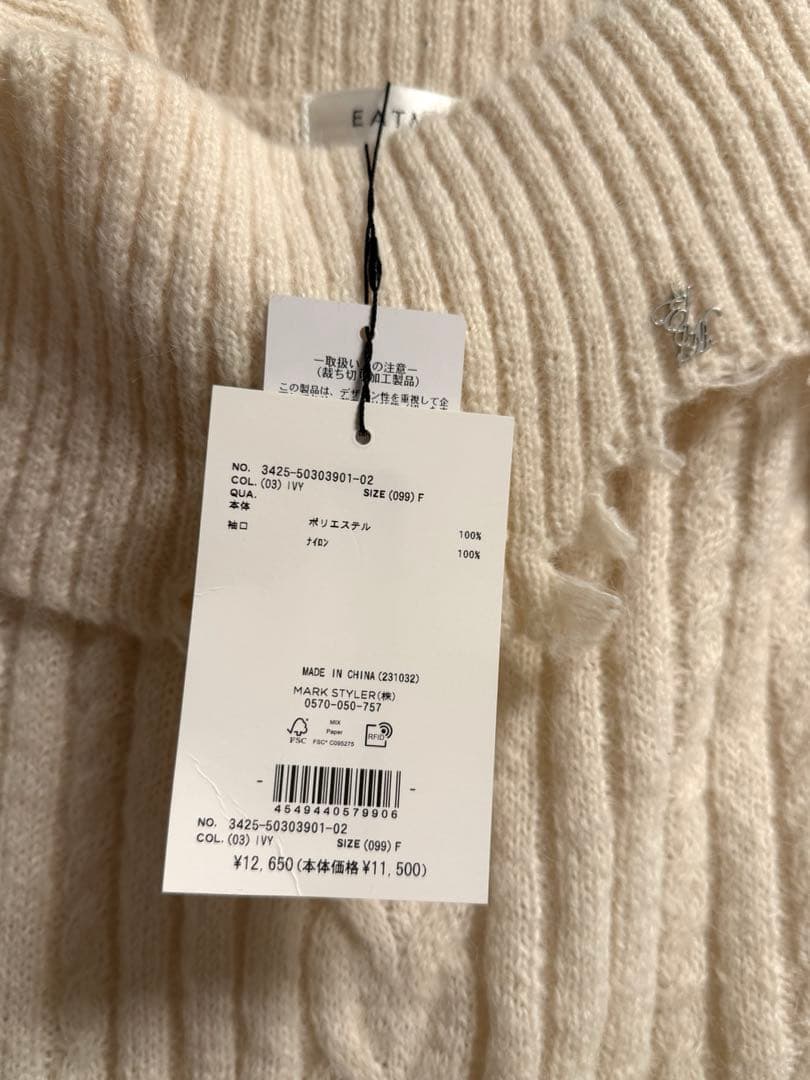 EATM
—取扱い の注意—
(裁ち切り加工製品)
この製品は、デザイン性を重視して企
NO. 3425-50303901-02
COL. (03) IVY SIZE (099) F
QUA.
本体 ポリエステル 100%
袖口 ナイロン 100%
MADE IN CHINA (231032)
MARK STYLER(株)
0570-050-757
FSC MIX Paper FSC® C095275 RFID
4549440579906
NO. 3425-50303901-02
COL. (03) IVY SIZE (099) F
¥12,650(本体価格¥11,500)